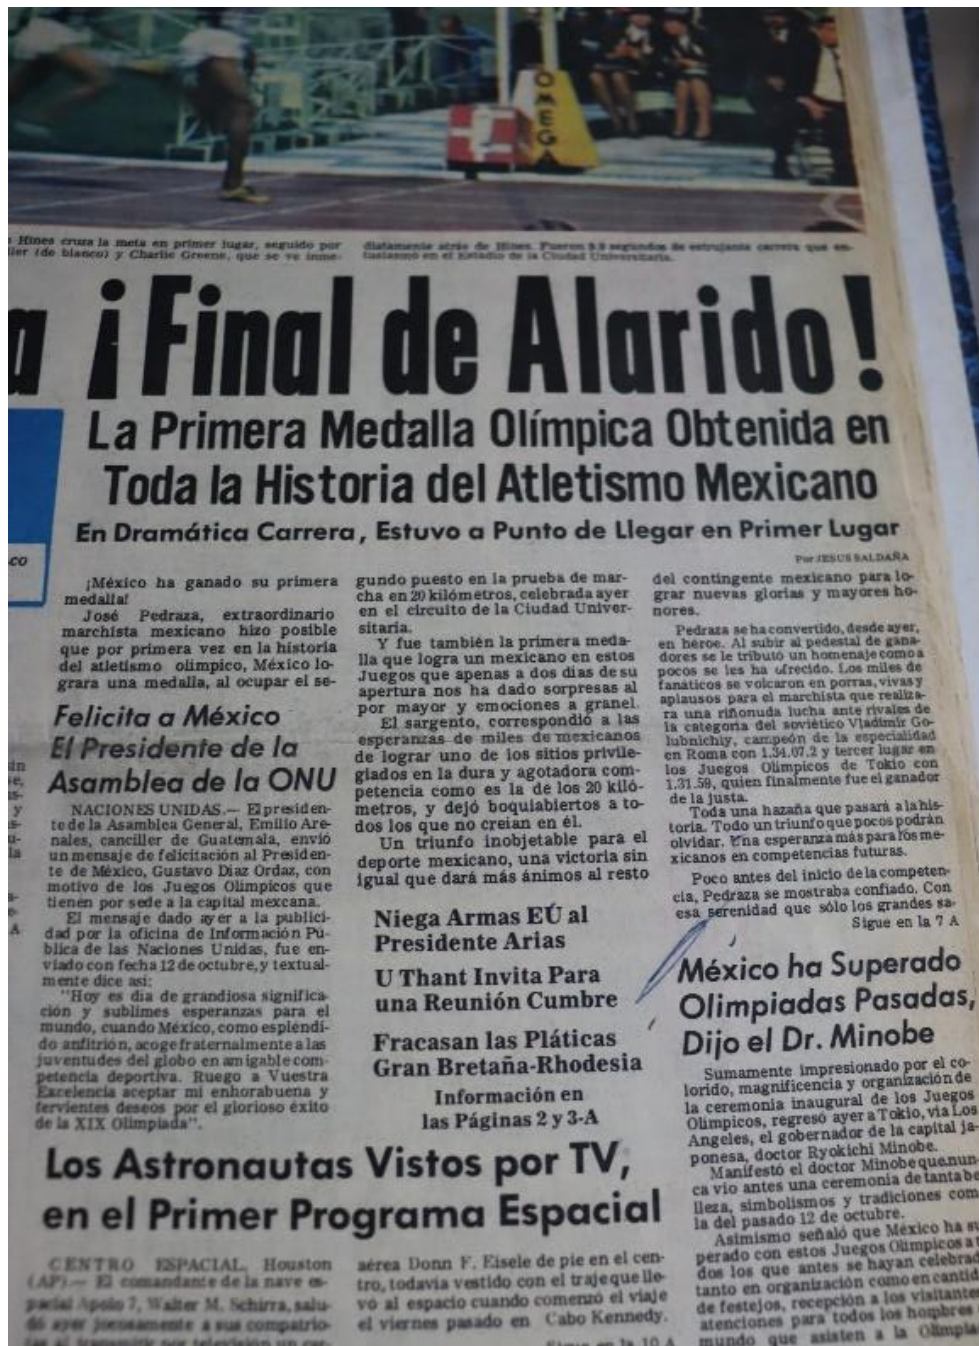 OMEGA
Hines cruza la meta en primer lugar, seguido por
ler (de blanco) y Charlie Greene, que se ve inme-
diatamente atrás de Hines. Fueron 9.9 segundos de estrujante carrera que en-
tusiasmó en el Estadio de la Ciudad Universitaria.
a ¡Final de Alarido!
La Primera Medalla Olímpica Obtenida en
Toda la Historia del Atletismo Mexicano
En Dramática Carrera, Estuvo a Punto de Llegar en Primer Lugar
Por JESUS SALDAÑA
co
¡México ha ganado su primera
medalla!
José Pedraza, extraordinario
marchista mexicano hizo posible
que por primera vez en la historia
del atletismo olímpico, México lo-
grara una medalla, al ocupar el se-
gundo puesto en la prueba de mar-
cha en 20 kilómetros, celebrada ayer
en el circuito de la Ciudad Univer-
sitaria.
Y fue también la primera meda-
lla que logra un mexicano en estos
Juegos que apenas a dos días de su
apertura nos ha dado sorpresas al
por mayor y emociones a granel.
El sargento, correspondió a las
esperanzas de miles de mexicanos
de lograr uno de los sitios privile-
giados en la dura y agotadora com-
petencia como es la de los 20 kiló-
metros, y dejó boquiabiertos a to-
dos los que no creían en él.
Un triunfo inobjetable para el
deporte mexicano, una victoria sin
igual que dará más ánimos al resto
del contingente mexicano para lo-
grar nuevas glorias y mayores ho-
nores.
Pedraza se ha convertido, desde ayer,
en héroe. Al subir al pedestal de gana-
dores se le tributó un homenaje como a
pocos se les ha ofrecido. Los miles de
fanáticos se volcaron en porras, vivas y
aplausos para el marchista que realiza-
ra una riñonuda lucha ante rivales de
la categoría del soviético Vladimir Go-
lubnichiy, campeón de la especialidad
en Roma con 1.34.07.2 y tercer lugar en
los Juegos Olímpicos de Tokio con
1.31.59, quien finalmente fue el ganador
de la justa.
Toda una hazaña que pasará a la his-
toria. Todo un triunfo que pocos podrán
olvidar. Una esperanza más para los me-
xicanos en competencias futuras.
Poco antes del inicio de la competen-
cia, Pedraza se mostraba confiado. Con
esa serenidad que sólo los grandes sa-
Sigue en la 7 A
Felicita a México
El Presidente de la
Asamblea de la ONU
NACIONES UNIDAS.— El presiden-
te de la Asamblea General, Emilio Are-
nales, canciller de Guatemala, envió
un mensaje de felicitación al Presiden-
te de México, Gustavo Díaz Ordaz, con
motivo de los Juegos Olímpicos que
tienen por sede a la capital mexcana.
El mensaje dado ayer a la publici-
dad por la oficina de Información Pú-
blica de las Naciones Unidas, fue en-
viado con fecha 12 de octubre, y textual-
mente dice así:
"Hoy es día de grandiosa significa-
ción y sublimes esperanzas para el
mundo, cuando México, como espléndi-
do anfitrión, acoge fraternalmente a las
juventudes del globo en amigable com-
petencia deportiva. Ruego a Vuestra
Excelencia aceptar mi enhorabuena y
fervientes deseos por el glorioso éxito
de la XIX Olimpiada".
Niega Armas EU al
Presidente Arias
U Thant Invita Para
una Reunión Cumbre
Fracasan las Pláticas
Gran Bretaña-Rhodesia
Información en
las Páginas 2 y 3-A
México ha Superado
Olimpiadas Pasadas,
Dijo el Dr. Minobe
Sumamente impresionado por el co-
lorido, magnificencia y organización de
la ceremonia inaugural de los Juegos
Olímpicos, regresó ayer a Tokio, vía Los
Angeles, el gobernador de la capital ja-
ponesa, doctor Ryokichi Minobe.
Manifestó el doctor Minobe que nun-
ca vio antes una ceremonia de tanta be
lleza, simbolismos y tradiciones com
la del pasado 12 de octubre.
Asimismo señaló que México ha su
perado con estos Juegos Olímpicos a t
dos los que antes se hayan celebrad
tanto en organización como en cantid
de festejos, recepción a los visitantes
atenciones para todos los hombres
mundo que asisten a la Olimpia
Los Astronautas Vistos por TV,
en el Primer Programa Espacial
CENTRO ESPACIAL, Houston
(AP).— El comandante de la nave es-
pacial Apolo 7, Walter M. Schirra, salu-
dó ayer jocosamente a sus compatrio-
tas al transmitir por televisión un
aérea Donn F. Eisele de pie en el cen-
tro, todavía vestido con el traje que lle-
vó al espacio cuando comenzó el viaje
el viernes pasado en Cabo Kennedy.
Sigue en la 10 A